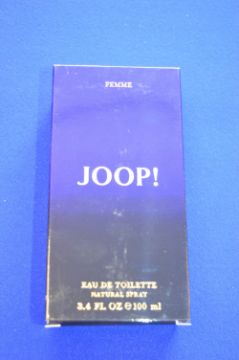 FEMME
JOOP!
EAU DE TOILETTE
NATURAL SPRAY
3.4 FL OZ e 100 ml